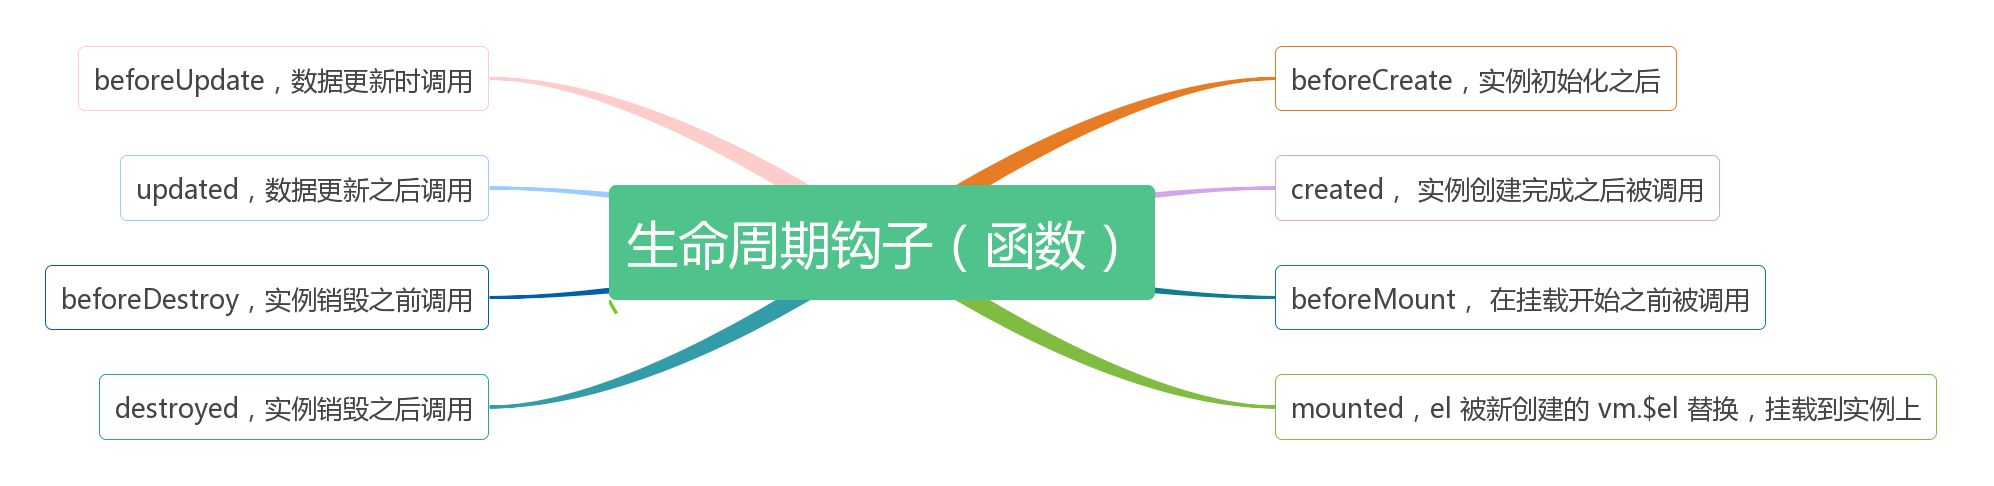 生命周期钩子（函数）
beforeCreate，实例初始化之后
created， 实例创建完成之后被调用
beforeMount， 在挂载开始之前被调用
mounted，el 被新创建的 vm.$el 替换，挂载到实例上
beforeUpdate，数据更新时调用
updated，数据更新之后调用
beforeDestroy，实例销毁之前调用
destroyed，实例销毁之后调用